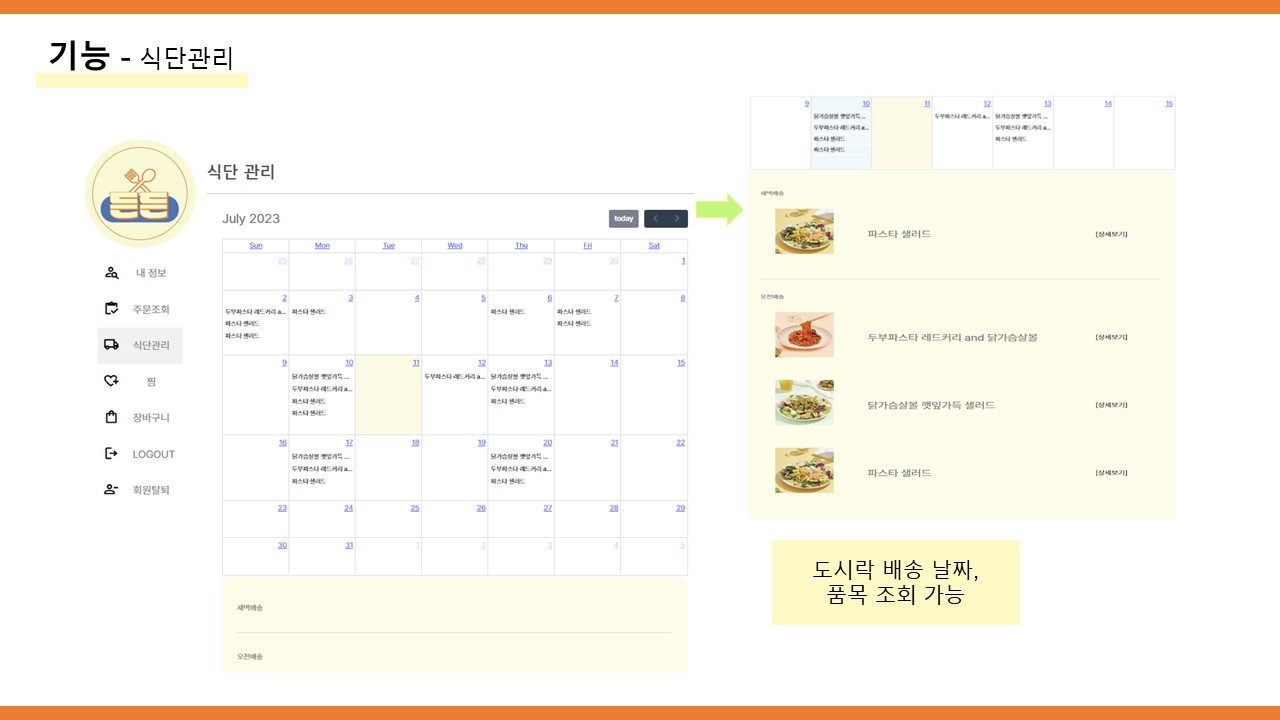 기능 - 식단관리
든든
식단 관리
July 2023
today
Sun Mon Tue Wed Thu Fri Sat
25 26 27 28 29 30 1
2 3 4 5 6 7 8
두부파스타 레드커리 a... 파스타 샐러드 파스타 샐러드 파스타 샐러드
파스타 샐러드 파스타 샐러드
파스타 샐러드
9 10 11 12 13 14 15
닭가슴살볼 깻잎가득 ... 두부파스타 레드커리 a... 닭가슴살볼 깻잎가득 ...
두부파스타 레드커리 a... 두부파스타 레드커리 a...
파스타 샐러드 파스타 샐러드
파스타 샐러드
16 17 18 19 20 21 22
닭가슴살볼 깻잎가득 ... 닭가슴살볼 깻잎가득 ...
두부파스타 레드커리 a... 두부파스타 레드커리 a...
파스타 샐러드 파스타 샐러드
23 24 25 26 27 28 29
30 31 1 2 3 4 5
새벽배송
오전배송
내 정보
주문조회
식단관리
찜
장바구니
LOGOUT
회원탈퇴
9 10 11 12 13 14 15
닭가슴살볼 깻잎가득 ... 두부파스타 레드커리 a... 닭가슴살볼 깻잎가득 ...
두부파스타 레드커리 a... 두부파스타 레드커리 a...
파스타 샐러드 파스타 샐러드
파스타 샐러드
새벽배송
파스타 샐러드 [상세보기]
오전배송
두부파스타 레드커리 and 닭가슴살볼 [상세보기]
닭가슴살볼 깻잎가득 샐러드 [상세보기]
파스타 샐러드 [상세보기]
도시락 배송 날짜,
품목 조회 가능